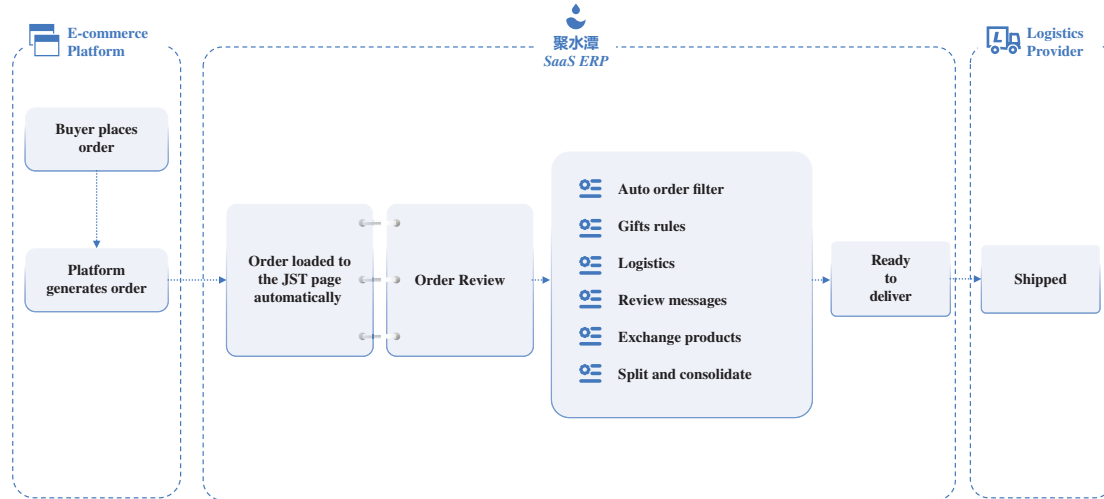 E-commerce
Platform
聚水潭
SaaS ERP
Logistics
Provider
Buyer places
order
Platform
generates order
Order loaded to
the JST page
automatically
Order Review
Auto order filter
Gifts rules
Logistics
Review messages
Exchange products
Split and consolidate
Ready
to
deliver
Shipped